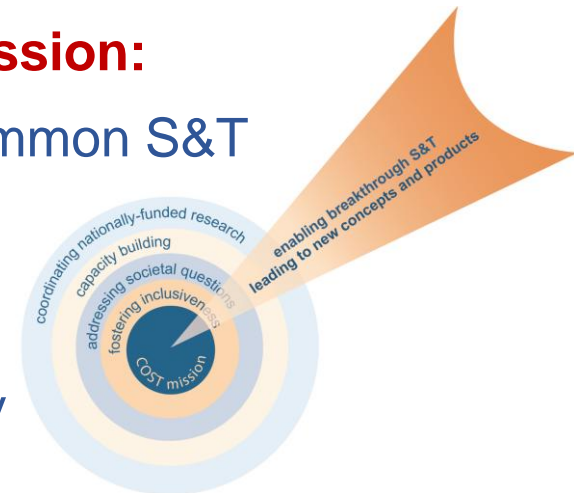 ssion:
mmon S&T
enabling breakthrough S&T
leading to new concepts and products
coordinating nationally-funded research
capacity building
addressing societal questions
fostering inclusiveness
COST mission